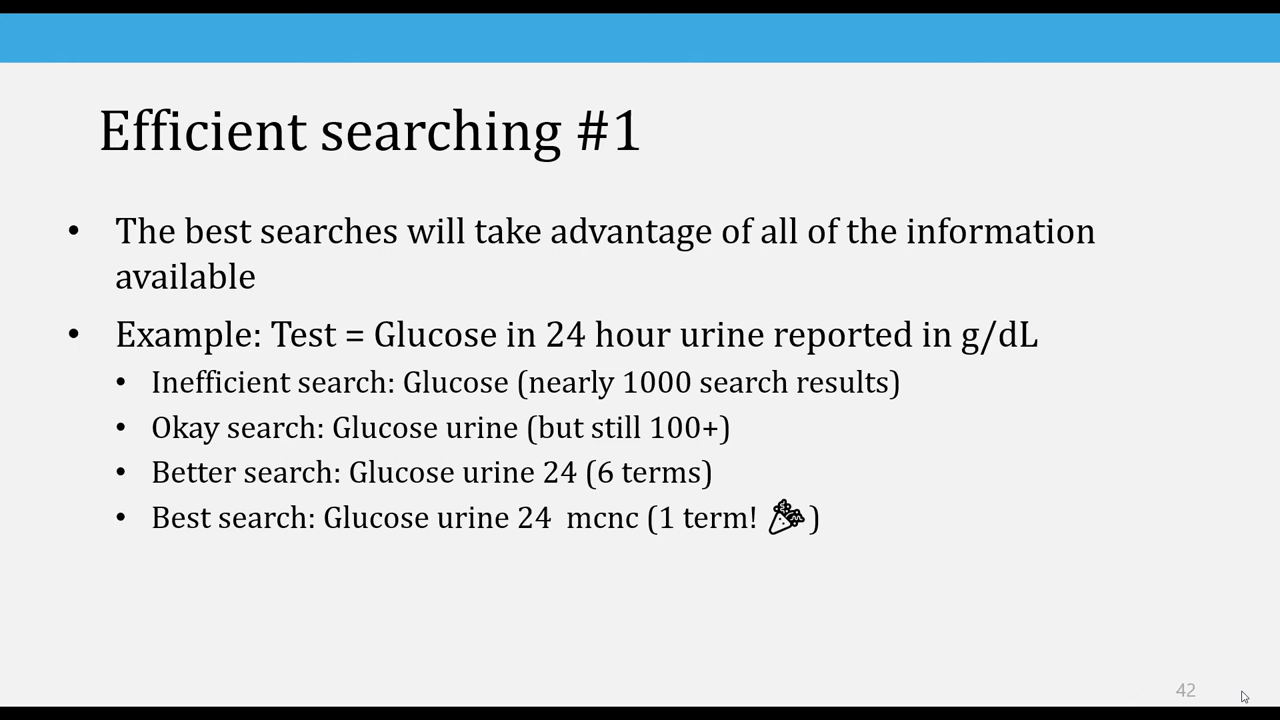 Efficient searching #1
• The best searches will take advantage of all of the information
available
• Example: Test = Glucose in 24 hour urine reported in g/dL
• Inefficient search: Glucose (nearly 1000 search results)
• Okay search: Glucose urine (but still 100+)
• Better search: Glucose urine 24 (6 terms)
• Best search: Glucose urine 24  mcnc (1 term! 🎉)
42